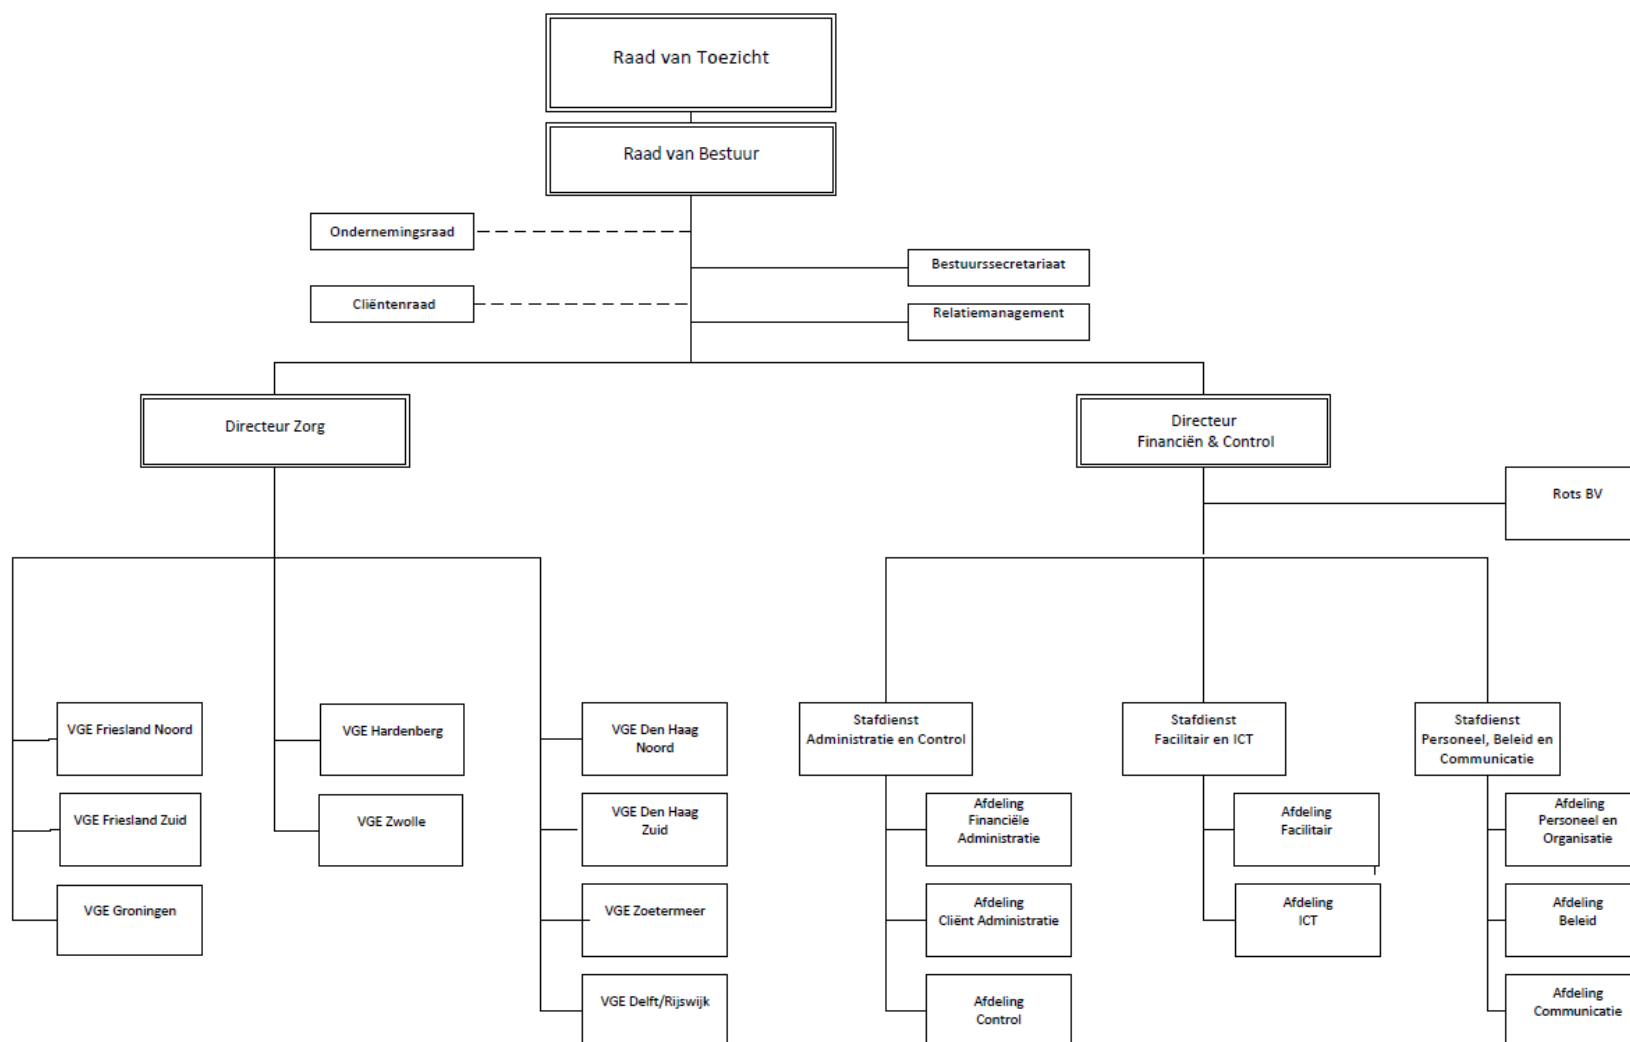 Raad van Toezicht
Raad van Bestuur
Ondernemingsraad
Bestuurssecretariaat
Cliëntenraad
Relatiemanagement
Directeur Zorg
Directeur
Financiën & Control
Rots BV
VGE Friesland Noord
VGE Friesland Zuid
VGE Groningen
VGE Hardenberg
VGE Zwolle
VGE Den Haag
Noord
VGE Den Haag
Zuid
VGE Zoetermeer
VGE Delft/Rijswijk
Stafdienst
Administratie en Control
Afdeling
Financiële
Administratie
Afdeling
Cliënt Administratie
Afdeling
Control
Stafdienst
Facilitair en ICT
Afdeling
Facilitair
Afdeling
ICT
Stafdienst
Personeel, Beleid en
Communicatie
Afdeling
Personeel en
Organisatie
Afdeling
Beleid
Afdeling
Communicatie